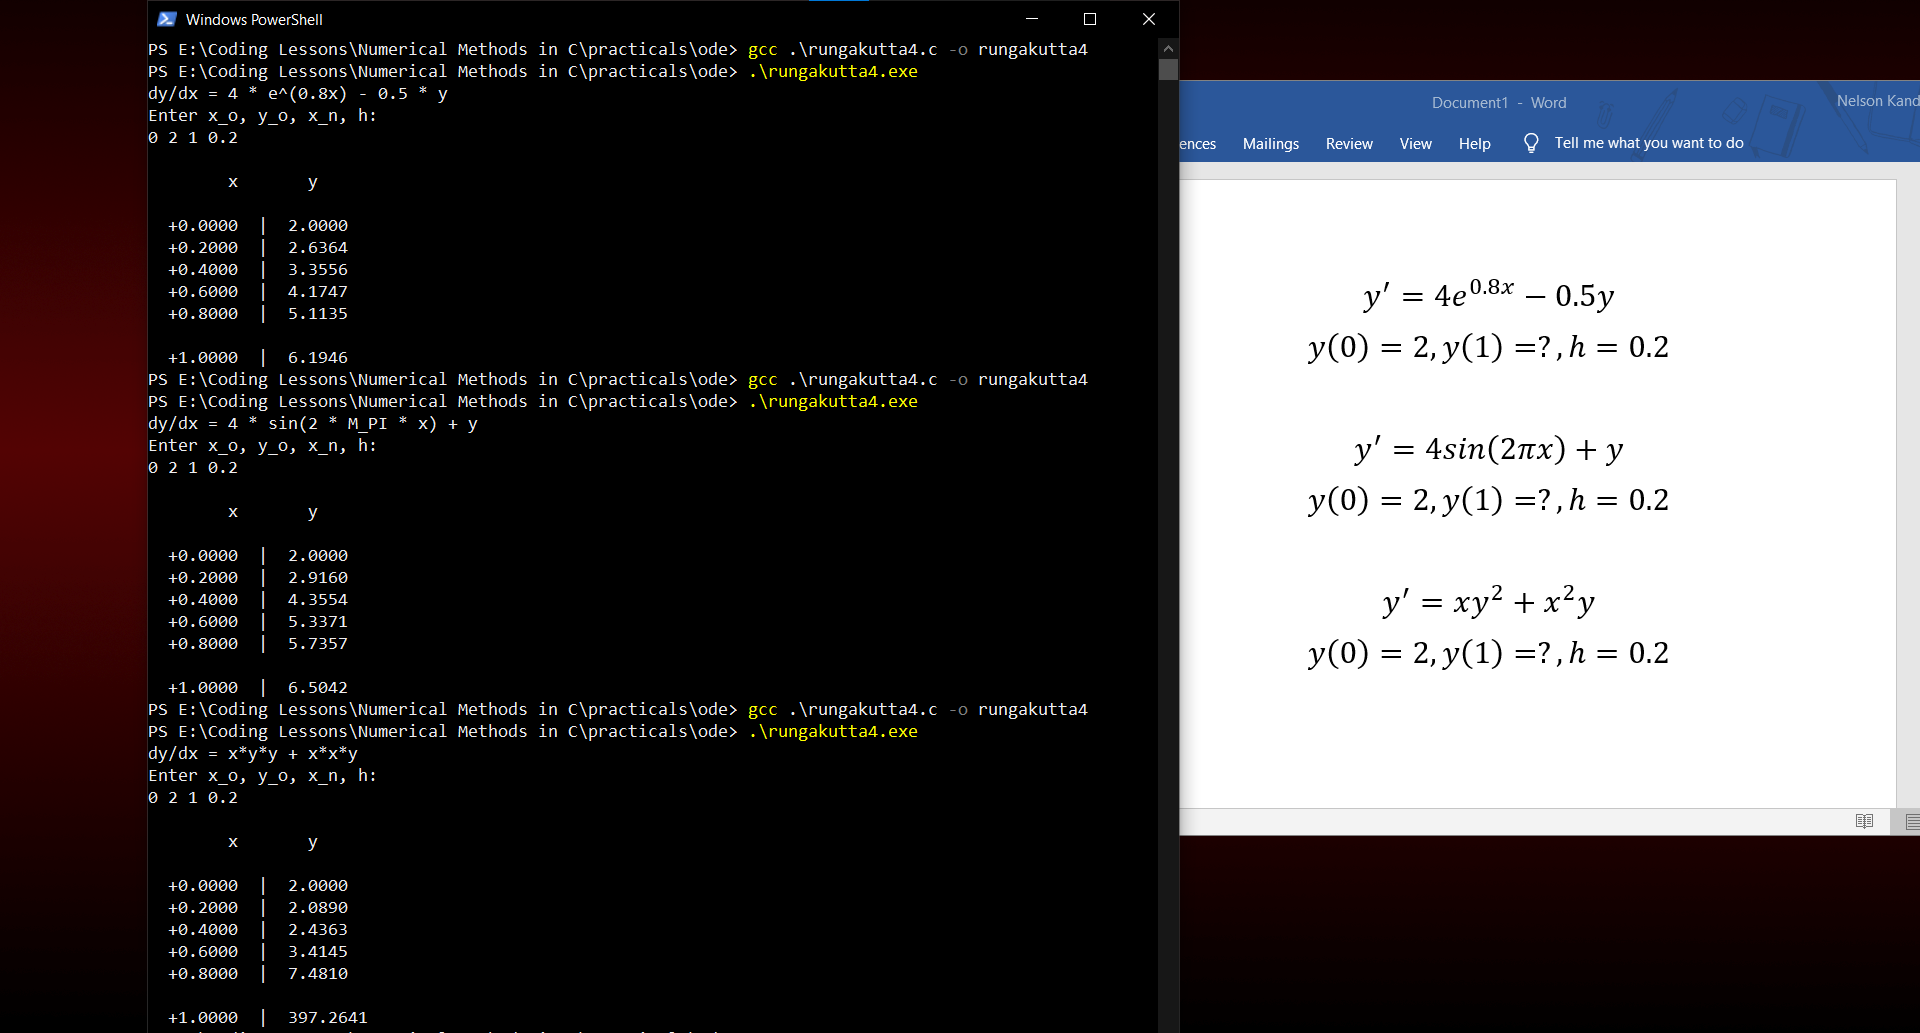 Windows PowerShell
PS E:\Coding Lessons\Numerical Methods in C\practicals\ode> gcc .\rungakutta4.c -o rungakutta4
PS E:\Coding Lessons\Numerical Methods in C\practicals\ode> .\rungakutta4.exe
dy/dx = 4 * e^(0.8x) - 0.5 * y
Enter x_o, y_o, x_n, h:
0 2 1 0.2
x y
+0.0000 | 2.0000
+0.2000 | 2.6364
+0.4000 | 3.3556
+0.6000 | 4.1747
+0.8000 | 5.1135
+1.0000 | 6.1946
PS E:\Coding Lessons\Numerical Methods in C\practicals\ode> gcc .\rungakutta4.c -o rungakutta4
PS E:\Coding Lessons\Numerical Methods in C\practicals\ode> .\rungakutta4.exe
dy/dx = 4 * sin(2 * M_PI * x) + y
Enter x_o, y_o, x_n, h:
0 2 1 0.2
x y
+0.0000 | 2.0000
+0.2000 | 2.9160
+0.4000 | 4.3554
+0.6000 | 5.3371
+0.8000 | 5.7357
+1.0000 | 6.5042
PS E:\Coding Lessons\Numerical Methods in C\practicals\ode> gcc .\rungakutta4.c -o rungakutta4
PS E:\Coding Lessons\Numerical Methods in C\practicals\ode> .\rungakutta4.exe
dy/dx = x*y*y + x*x*y
Enter x_o, y_o, x_n, h:
0 2 1 0.2
x y
+0.0000 | 2.0000
+0.2000 | 2.0890
+0.4000 | 2.4363
+0.6000 | 3.4145
+0.8000 | 7.4810
+1.0000 | 397.2641
Document1 - Word
Nelson Kand
ences Mailings Review View Help Tell me what you want to do
y′ = 4e^0.8x − 0.5y
y(0) = 2, y(1) =? , h = 0.2
y′ = 4sin(2πx) + y
y(0) = 2, y(1) =? , h = 0.2
y′ = xy² + x²y
y(0) = 2, y(1) =? , h = 0.2